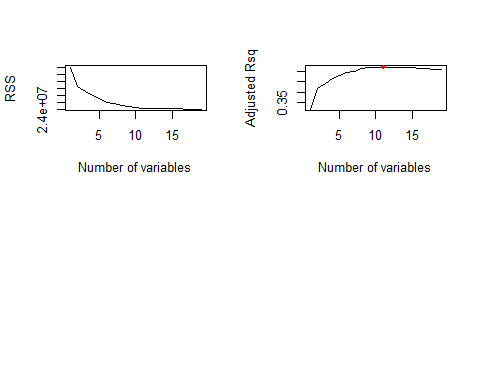 RSS
2.4e+07
5 10 15
Number of variables
Adjusted Rsq
0.35
5 10 15
Number of variables